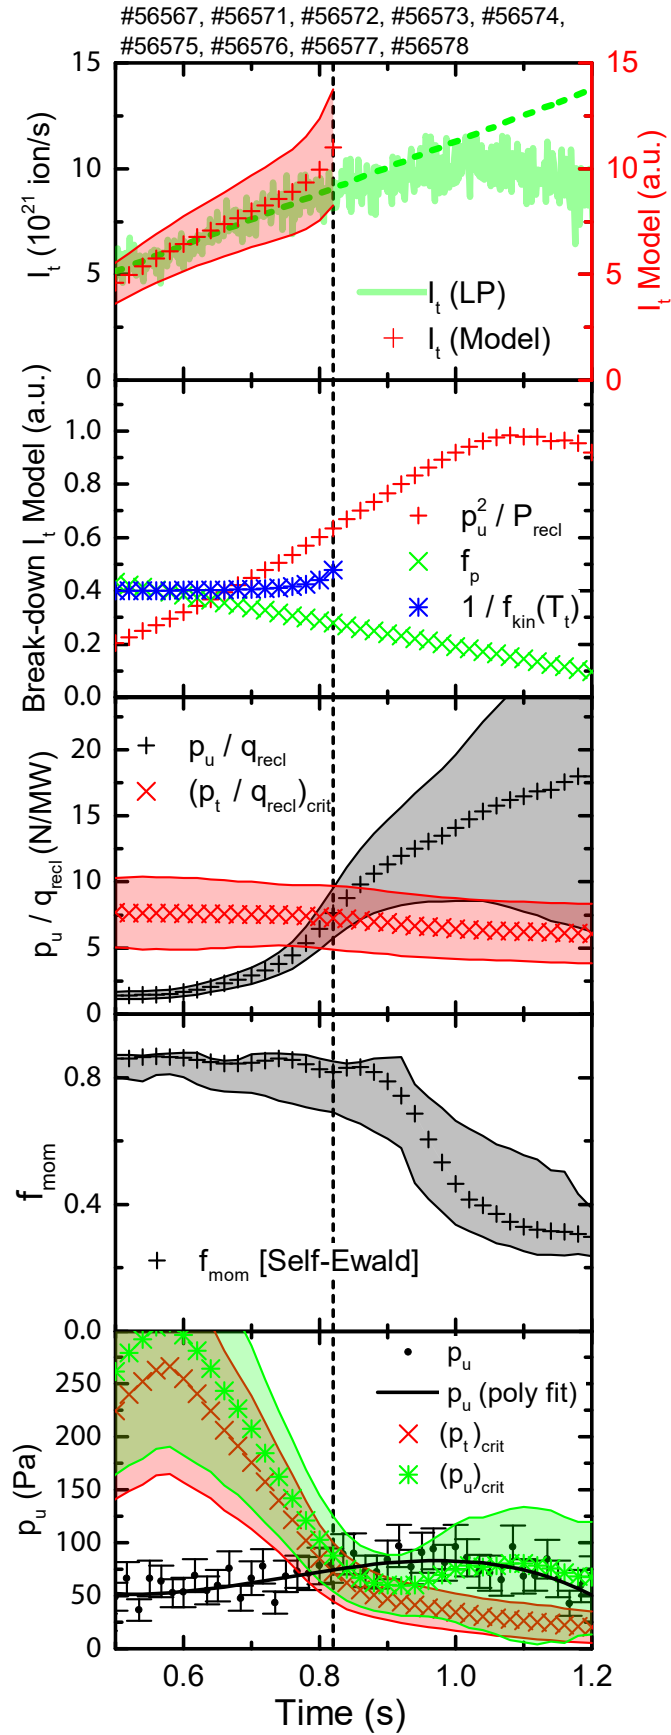 #56567, #56571, #56572, #56573, #56574,
#56575, #56576, #56577, #56578
15
10
5
0
I_t (10^21 ion/s)
15
10
5
0
I_t Model (a.u.)
I_t (LP)
I_t (Model)
1.0
0.8
0.6
0.4
0.2
0.0
Break-down I_t Model (a.u.)
p_u^2 / P_recl
f_p
1 / f_kin(T_t)
20
15
10
5
0
p_u / q_recl (N/MW)
p_u / q_recl
(p_t / q_recl)_crit
0.8
0.4
0.0
f_mom
f_mom [Self-Ewald]
250
200
150
100
50
0
p_u (Pa)
p_u
p_u (poly fit)
(p_t)_crit
(p_u)_crit
0.6 0.8 1.0 1.2
Time (s)